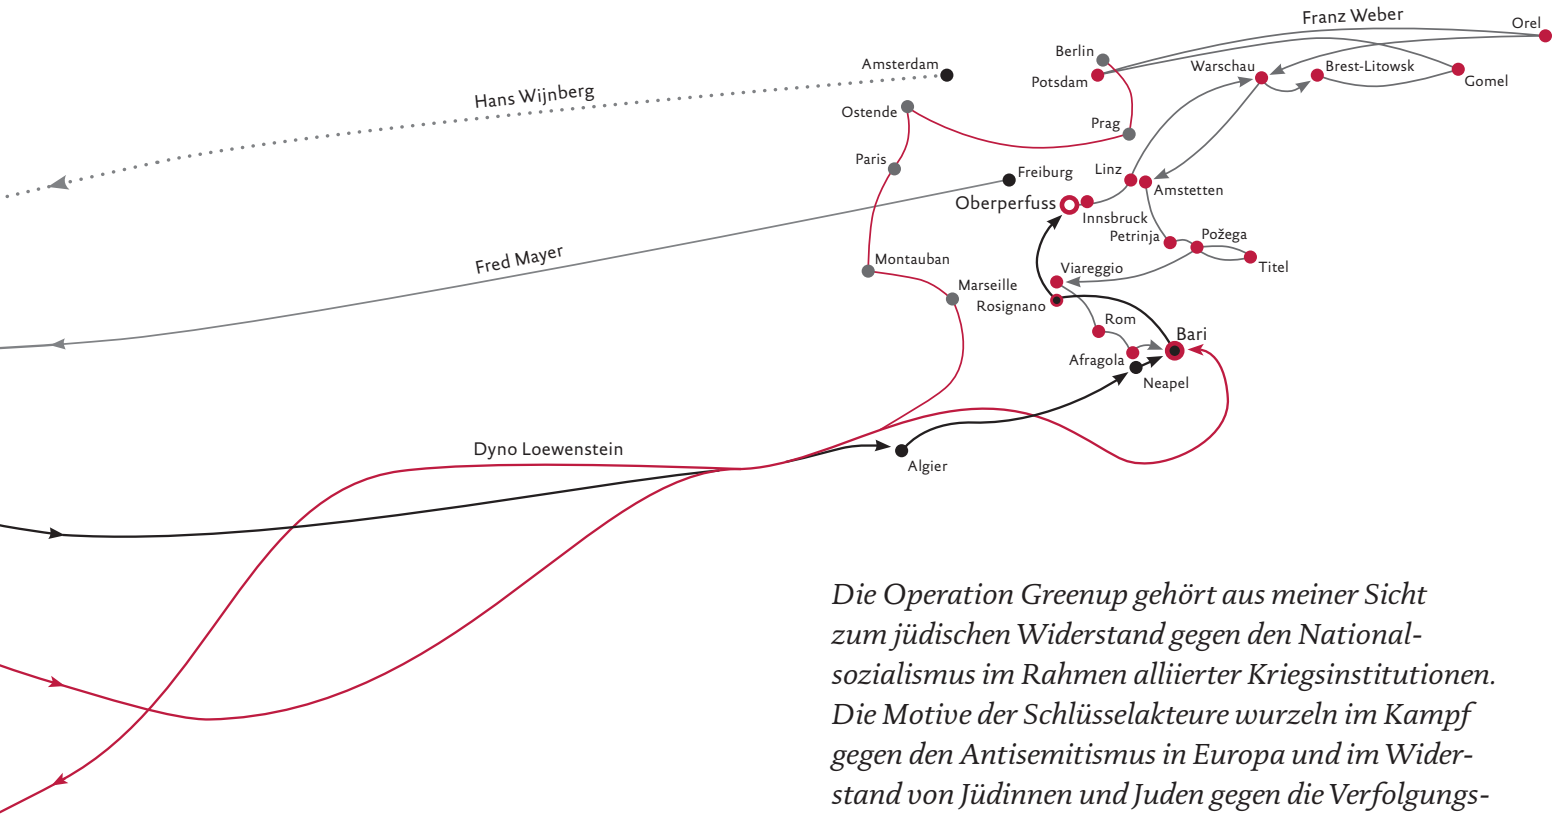 Franz Weber
Orel
Berlin
Amsterdam
Warschau
Brest-Litowsk
Potsdam
Gomel
Hans Wijnberg
Ostende
Prag
Paris
Freiburg
Linz
Amstetten
Oberperfuss
Innsbruck
Petrinja
Požega
Fred Mayer
Montauban
Viareggio
Titel
Marseille
Rosignano
Rom
Bari
Afragola
Neapel
Dyno Loewenstein
Algier
Die Operation Greenup gehört aus meiner Sicht
zum jüdischen Widerstand gegen den National-
sozialismus im Rahmen alliierter Kriegsinstitutionen.
Die Motive der Schlüsselakteure wurzeln im Kampf
gegen den Antisemitismus in Europa und im Wider-
stand von Jüdinnen und Juden gegen die Verfolgungs-